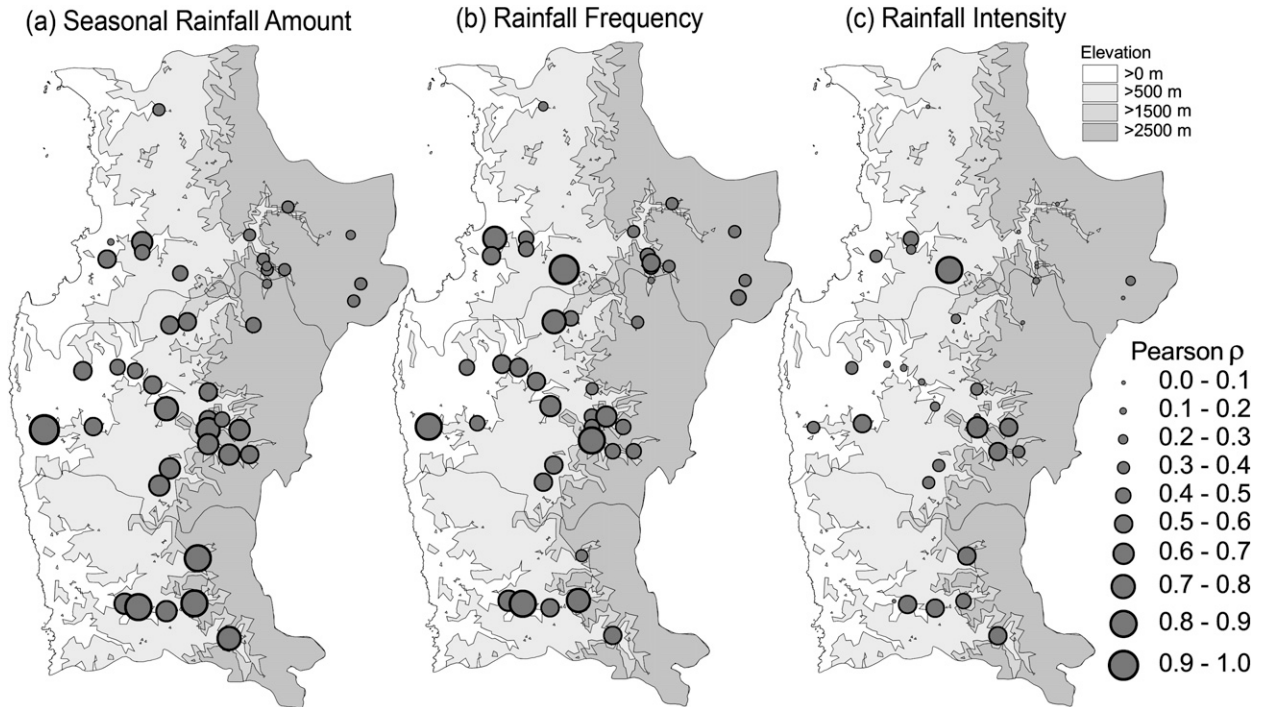 (a) Seasonal Rainfall Amount
(b) Rainfall Frequency
(c) Rainfall Intensity
Elevation
>0 m
>500 m
>1500 m
>2500 m
Pearson ρ
0.0 - 0.1
0.1 - 0.2
0.2 - 0.3
0.3 - 0.4
0.4 - 0.5
0.5 - 0.6
0.6 - 0.7
0.7 - 0.8
0.8 - 0.9
0.9 - 1.0